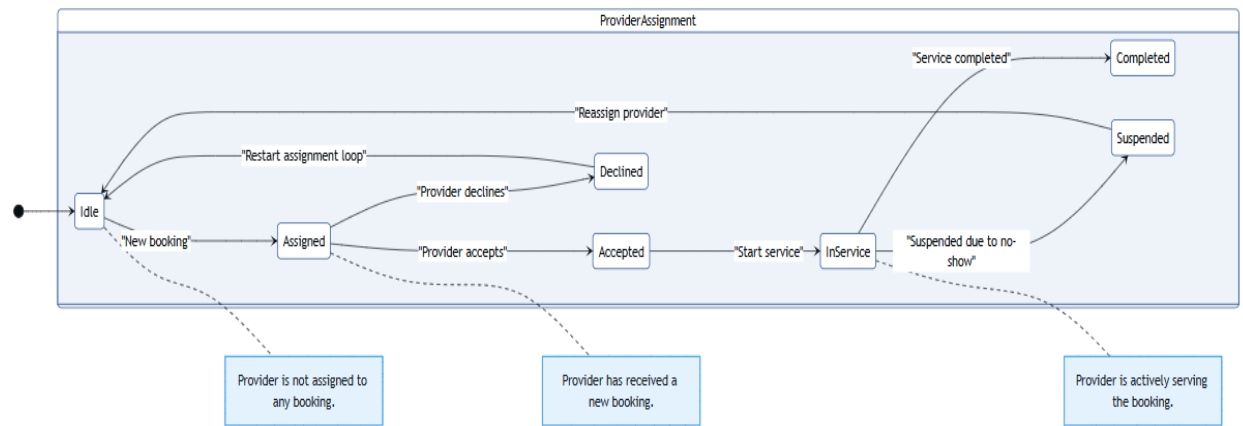 ProviderAssignment
"Service completed"
Completed
"Reassign provider"
Suspended
"Restart assignment loop"
Declined
"Provider declines"
Idle
"New booking"
Assigned
"Provider accepts"
Accepted
"Start service"
InService
"Suspended due to no-
show"
Provider is not assigned to
any booking.
Provider has received a
new booking.
Provider is actively serving
the booking.